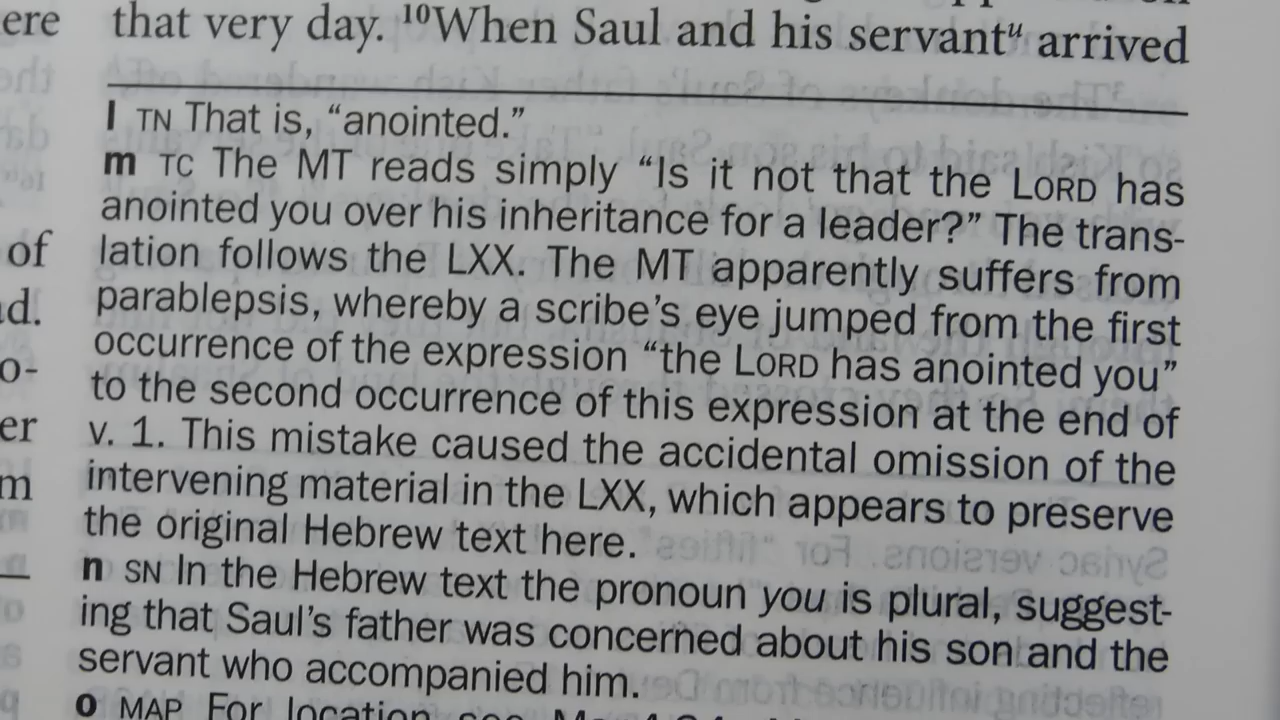 ere that very day. ¹⁰When Saul and his servantᵘ arrived
l TN That is, “anointed.”
m TC The MT reads simply “Is it not that the LORD has
anointed you over his inheritance for a leader?” The trans-
of lation follows the LXX. The MT apparently suffers from
parablepsis, whereby a scribe’s eye jumped from the first
occurrence of the expression “the LORD has anointed you”
o- to the second occurrence of this expression at the end of
er v. 1. This mistake caused the accidental omission of the
intervening material in the LXX, which appears to preserve
the original Hebrew text here.
n SN In the Hebrew text the pronoun you is plural, suggest-
ing that Saul’s father was concerned about his son and the
servant who accompanied him.
o MAP For location see